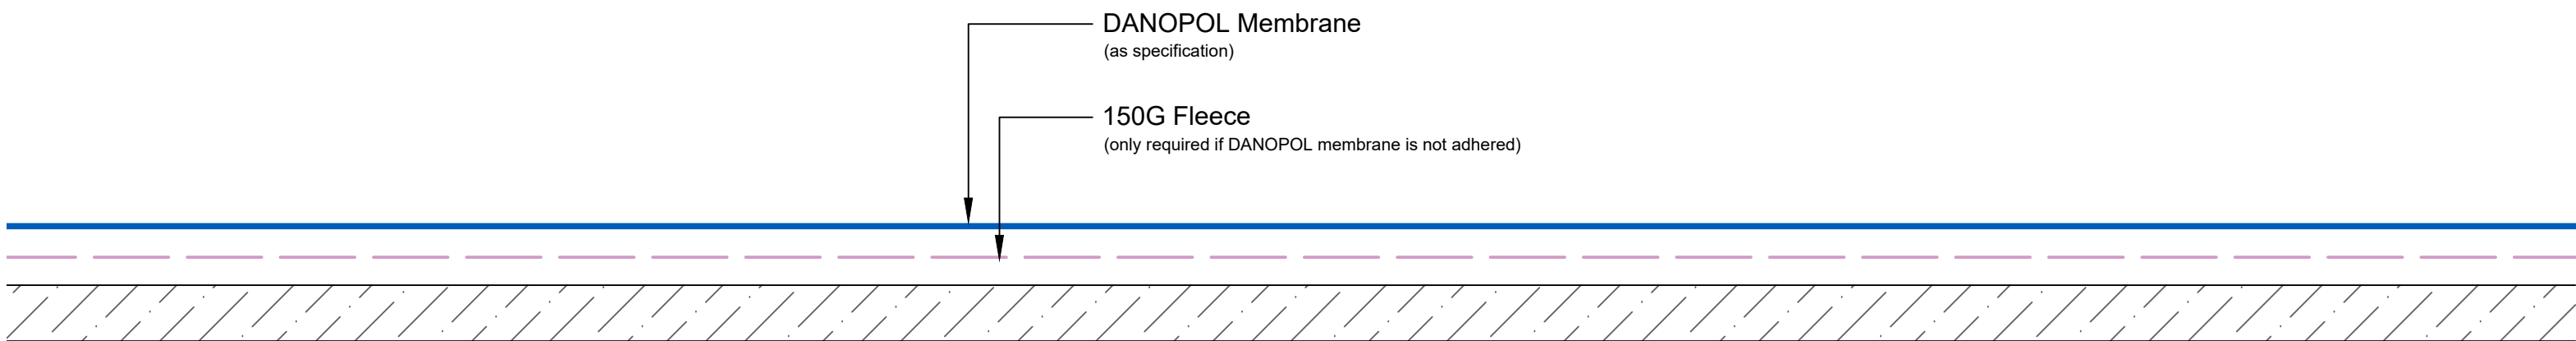 DANOPOL Membrane
(as specification)
150G Fleece
(only required if DANOPOL membrane is not adhered)